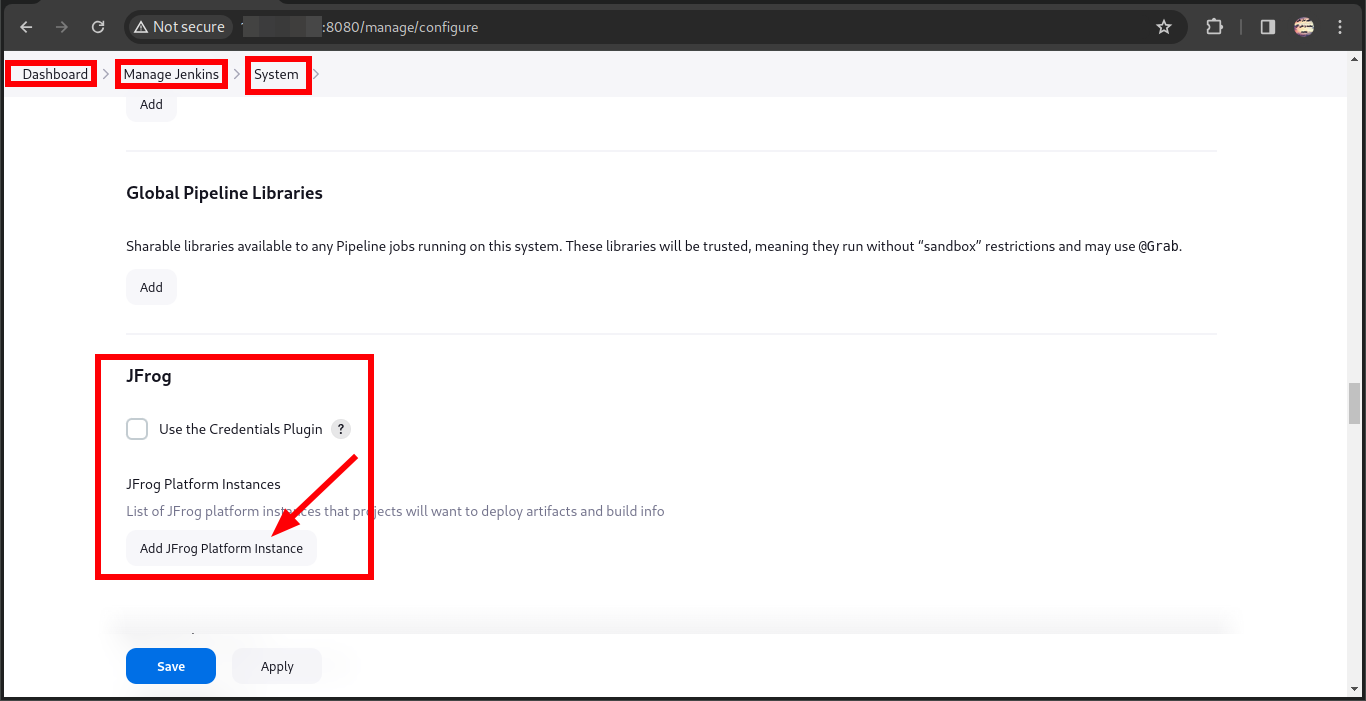 Not secure :8080/manage/configure
Dashboard Manage Jenkins System
Add
Global Pipeline Libraries
Sharable libraries available to any Pipeline jobs running on this system. These libraries will be trusted, meaning they run without “sandbox” restrictions and may use @Grab.
Add
JFrog
Use the Credentials Plugin ?
JFrog Platform Instances
List of JFrog platform that projects will want to deploy artifacts and build info
Add JFrog Platform Instance
Save Apply